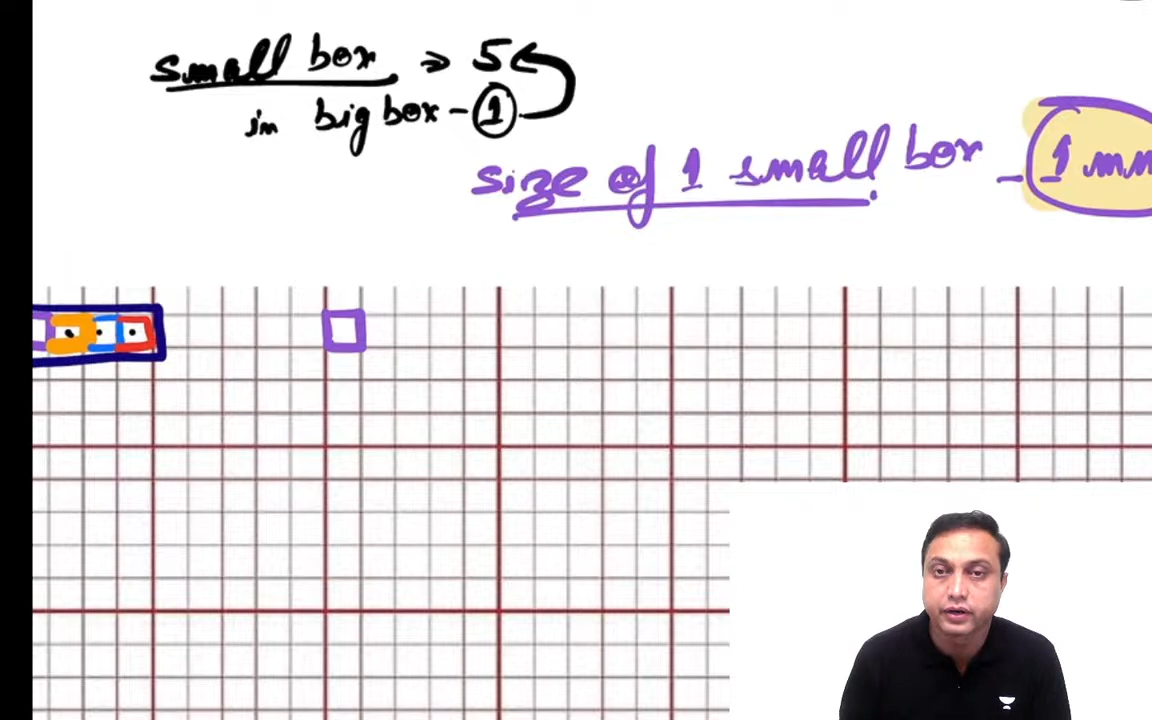 small box → 5
in big box - 1
size of 1 small box - 1 mm